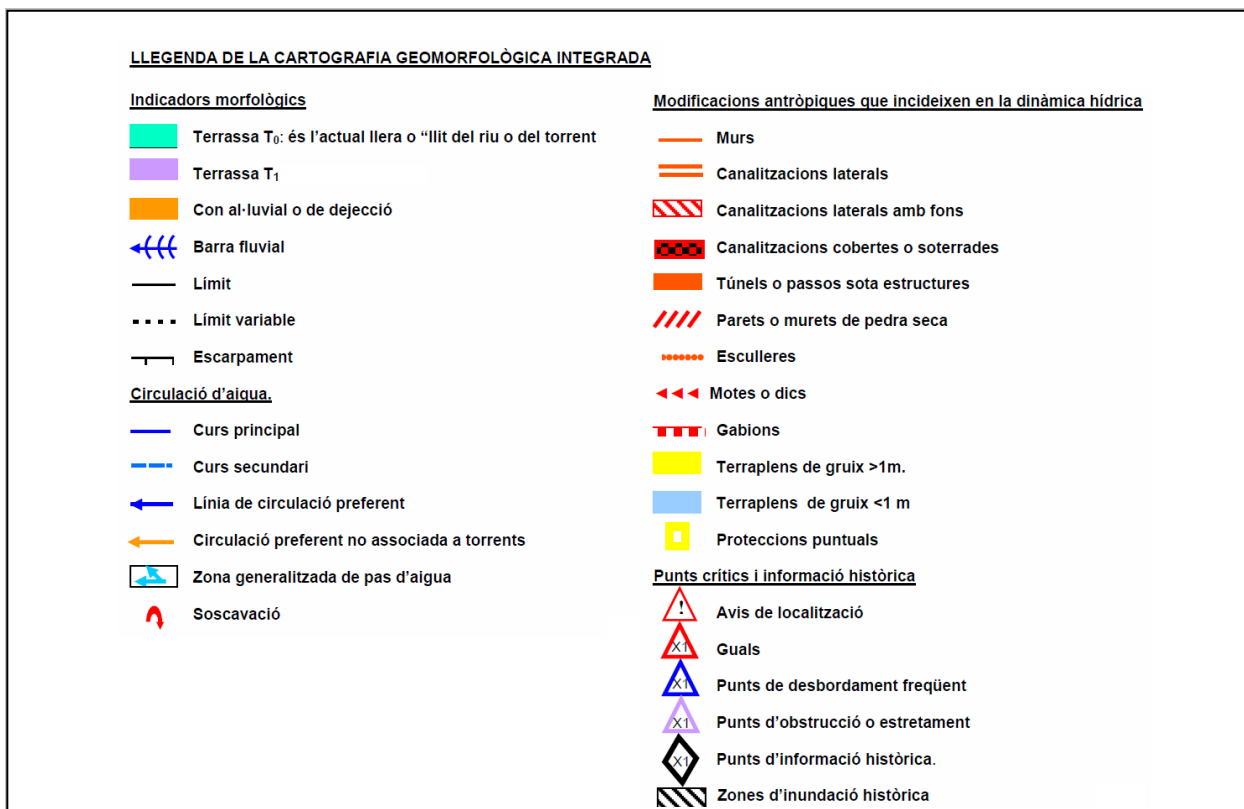 LLEGENDA DE LA CARTOGRAFIA GEOMORFOLÒGICA INTEGRADA
Indicadors morfològics
Terrassa T0: és l'actual llera o "llit del riu o del torrent
Terrassa T1
Con al·luvial o de dejecció
Barra fluvial
Límit
Límit variable
Escarpament
Circulació d'aigua.
Curs principal
Curs secundari
Línia de circulació preferent
Circulació preferent no associada a torrents
Zona generalitzada de pas d'aigua
Soscavació
Modificacions antròpiques que incideixen en la dinàmica hídrica
Murs
Canalitzacions laterals
Canalitzacions laterals amb fons
Canalitzacions cobertes o soterrades
Túnels o passos sota estructures
Parets o murets de pedra seca
Esculleres
Motes o dics
Gabions
Terraplens de gruix >1m.
Terraplens de gruix <1 m
Proteccions puntuals
Punts crítics i informació històrica
! Avis de localització
X1 Guals
X1 Punts de desbordament freqüent
X1 Punts d'obstrucció o estretament
X1 Punts d'informació històrica.
Zones d'inundació històrica